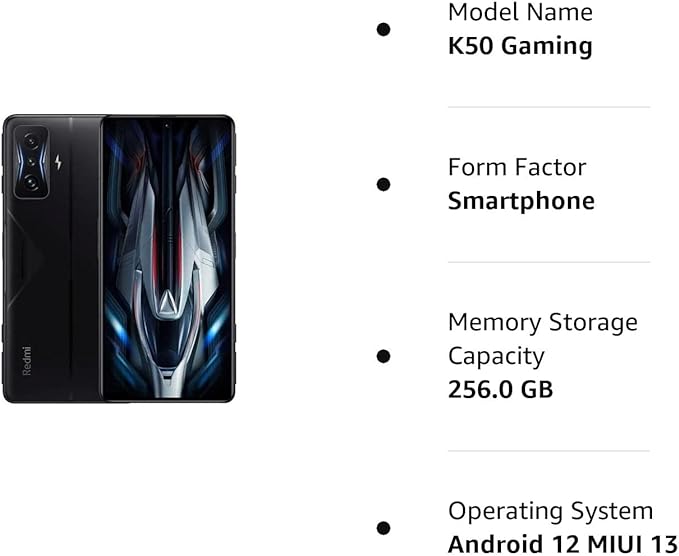 Model Name
K50 Gaming
Form Factor
Smartphone
Memory Storage
Capacity
256.0 GB
Operating System
Android 12 MIUI 13
Redmi